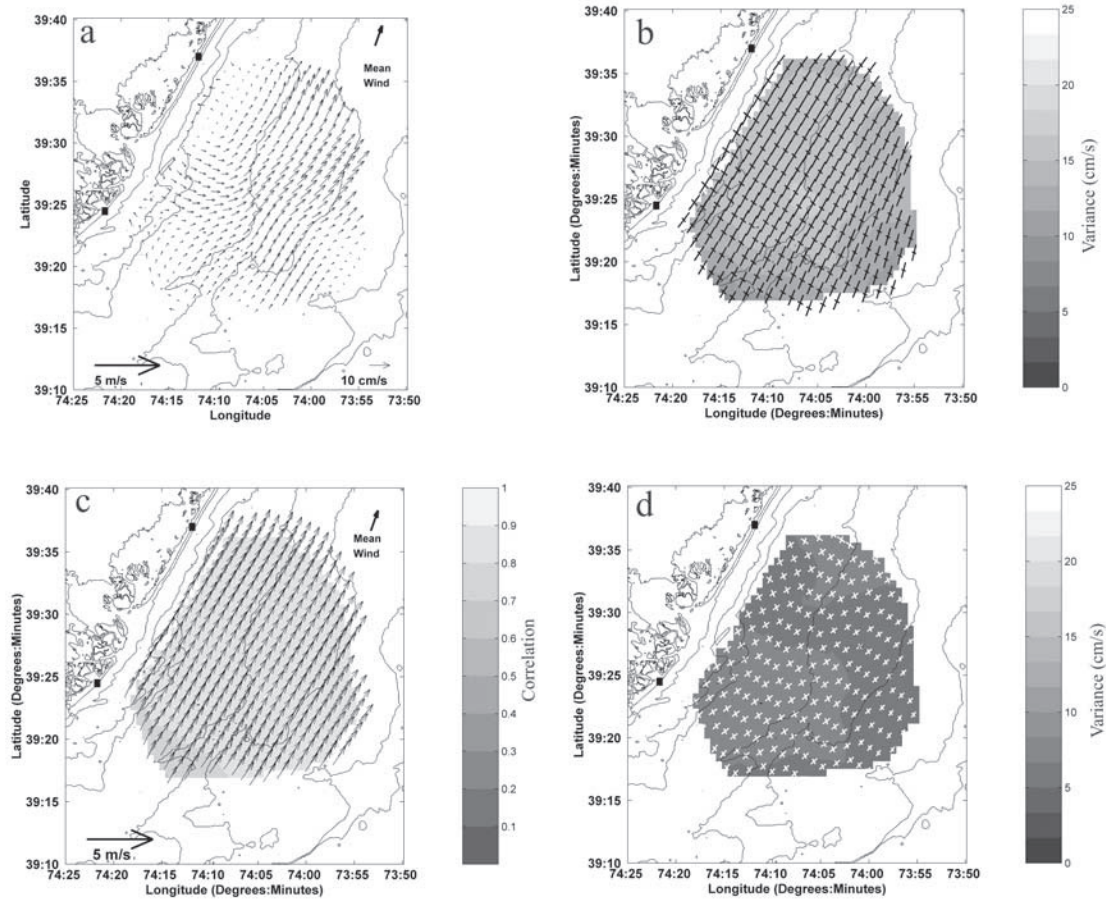 a
39:40
39:35
39:30
39:25
39:20
39:15
39:10
Latitude
Mean
Wind
5 m/s
10 cm/s
74:25 74:20 74:15 74:10 74:05 74:00 73:55 73:50
Longitude
b
39:40
39:35
39:30
39:25
39:20
39:15
39:10
Latitude (Degrees:Minutes)
74:25 74:20 74:15 74:10 74:05 74:00 73:55 73:50
Longitude (Degrees:Minutes)
25
20
15
10
5
0
Variance (cm/s)
c
39:40
39:35
39:30
39:25
39:20
39:15
39:10
Latitude (Degrees:Minutes)
Mean
Wind
5 m/s
74:25 74:20 74:15 74:10 74:05 74:00 73:55 73:50
Longitude (Degrees:Minutes)
1
0.9
0.8
0.7
0.6
0.5
0.4
0.3
0.2
0.1
Correlation
d
39:40
39:35
39:30
39:25
39:20
39:15
39:10
Latitude (Degrees:Minutes)
74:25 74:20 74:15 74:10 74:05 74:00 73:55 73:50
Longitude (Degrees:Minutes)
25
20
15
10
5
0
Variance (cm/s)